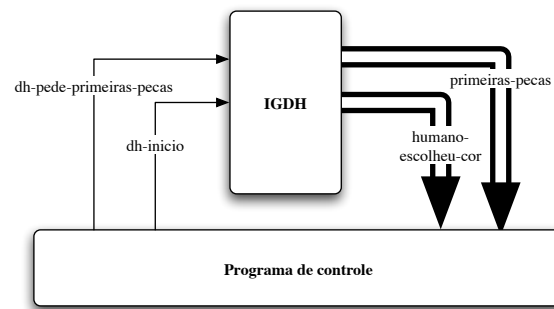 dh-pede-primeiras-pecas
IGDH
primeiras-pecas
dh-inicio
humano-
escolheu-cor
Programa de controle